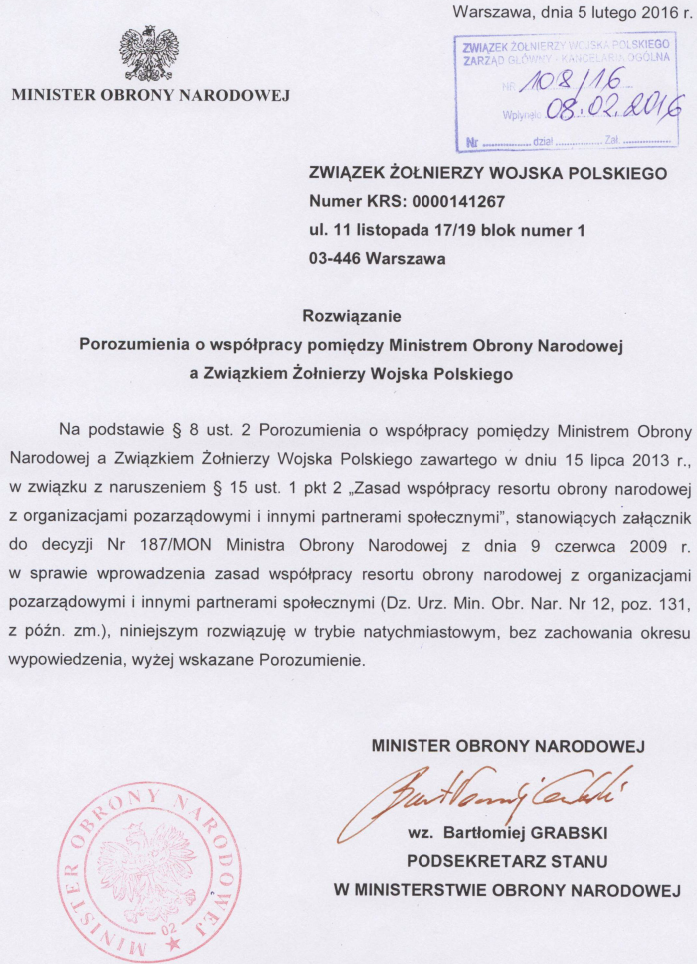 Warszawa, dnia 5 lutego 2016 r.
MINISTER OBRONY NARODOWEJ
ZWIĄZEK ŻOŁNIERZY WOJSKA POLSKIEGO
ZARZĄD GŁÓWNY - KANCELARIA OGÓLNA
NR 108/16
Wpłynęło 08.02.2016
Nr ............ dział ............ Zał. ............
ZWIĄZEK ŻOŁNIERZY WOJSKA POLSKIEGO
Numer KRS: 0000141267
ul. 11 listopada 17/19 blok numer 1
03-446 Warszawa
Rozwiązanie
Porozumienia o współpracy pomiędzy Ministrem Obrony Narodowej
a Związkiem Żołnierzy Wojska Polskiego
Na podstawie § 8 ust. 2 Porozumienia o współpracy pomiędzy Ministrem Obrony
Narodowej a Związkiem Żołnierzy Wojska Polskiego zawartego w dniu 15 lipca 2013 r.,
w związku z naruszeniem § 15 ust. 1 pkt 2 „Zasad współpracy resortu obrony narodowej
z organizacjami pozarządowymi i innymi partnerami społecznymi”, stanowiących załącznik
do decyzji Nr 187/MON Ministra Obrony Narodowej z dnia 9 czerwca 2009 r.
w sprawie wprowadzenia zasad współpracy resortu obrony narodowej z organizacjami
pozarządowymi i innymi partnerami społecznymi (Dz. Urz. Min. Obr. Nar. Nr 12, poz. 131,
z późn. zm.), niniejszym rozwiązuję w trybie natychmiastowym, bez zachowania okresu
wypowiedzenia, wyżej wskazane Porozumienie.
MINISTER OBRONY NARODOWEJ
wz. Bartłomiej GRABSKI
PODSEKRETARZ STANU
W MINISTERSTWIE OBRONY NARODOWEJ
MINISTER OBRONY NARODOWEJ
02